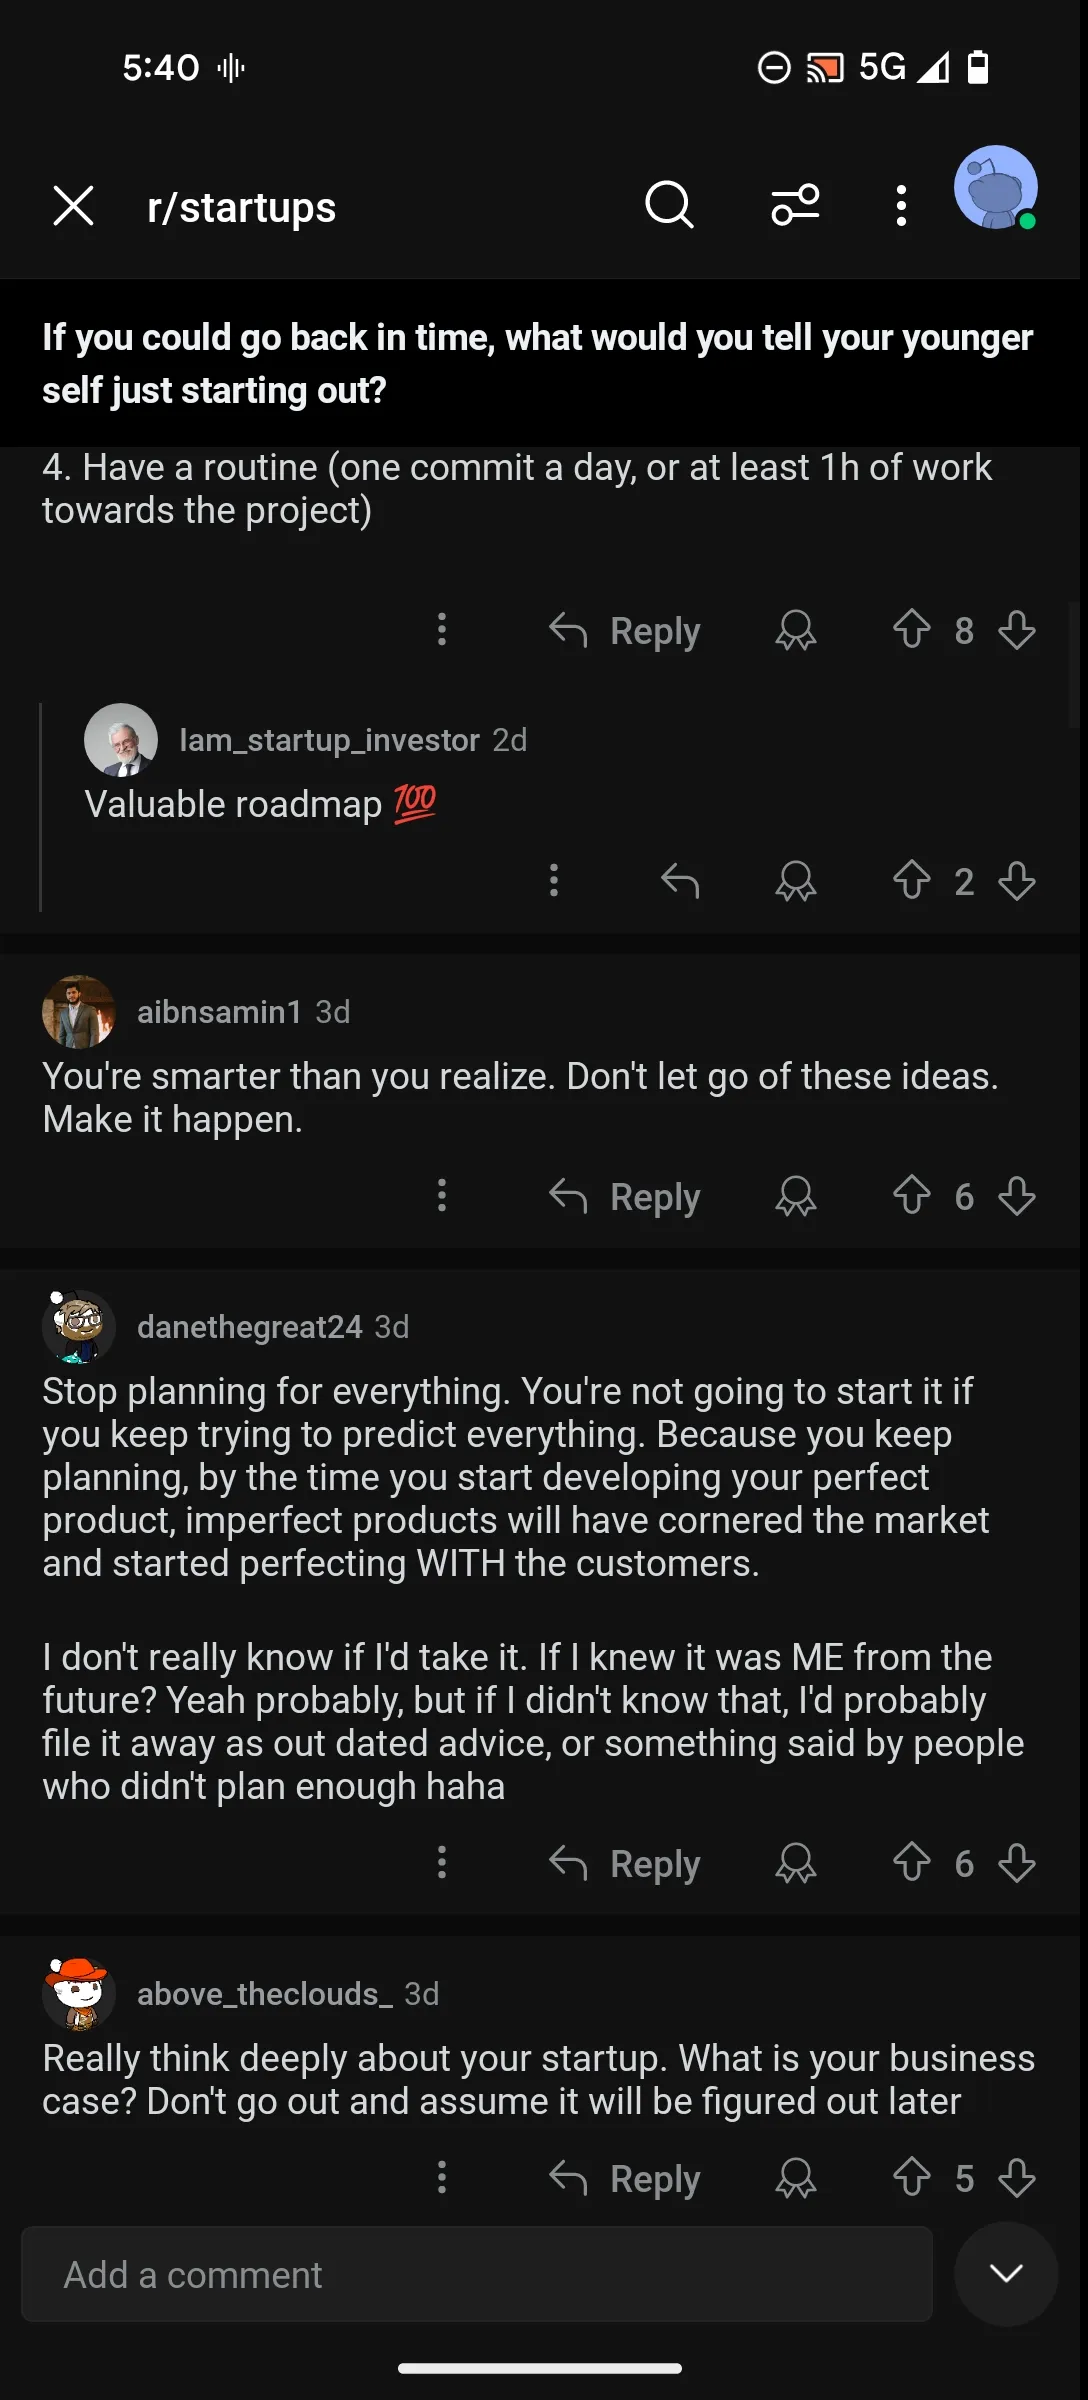 5:40
5G
r/startups
If you could go back in time, what would you tell your younger
self just starting out?
4. Have a routine (one commit a day, or at least 1h of work
towards the project)
Reply
8
Iam_startup_investor 2d
Valuable roadmap 💯
2
aibnsamin1 3d
You're smarter than you realize. Don't let go of these ideas.
Make it happen.
Reply
6
danethegreat24 3d
Stop planning for everything. You're not going to start it if
you keep trying to predict everything. Because you keep
planning, by the time you start developing your perfect
product, imperfect products will have cornered the market
and started perfecting WITH the customers.
I don't really know if I'd take it. If I knew it was ME from the
future? Yeah probably, but if I didn't know that, I'd probably
file it away as out dated advice, or something said by people
who didn't plan enough haha
Reply
6
above_theclouds_ 3d
Really think deeply about your startup. What is your business
case? Don't go out and assume it will be figured out later
Reply
5
Add a comment